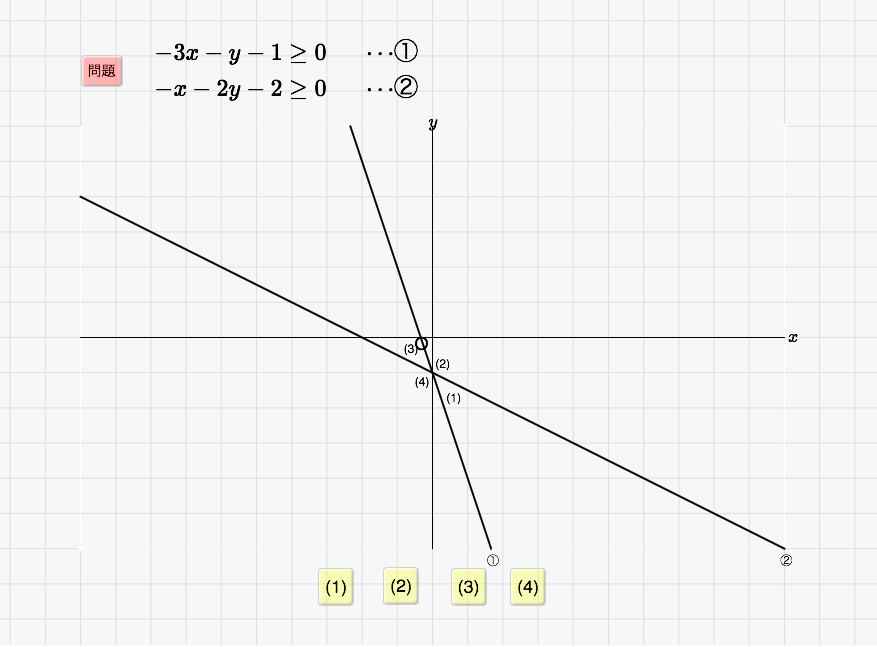 問題
−3x − y − 1 ≥ 0 ⋯①
−x − 2y − 2 ≥ 0 ⋯②
y
x
O
(3)
(2)
(4)
(1)
①
②
(1) (2) (3) (4)